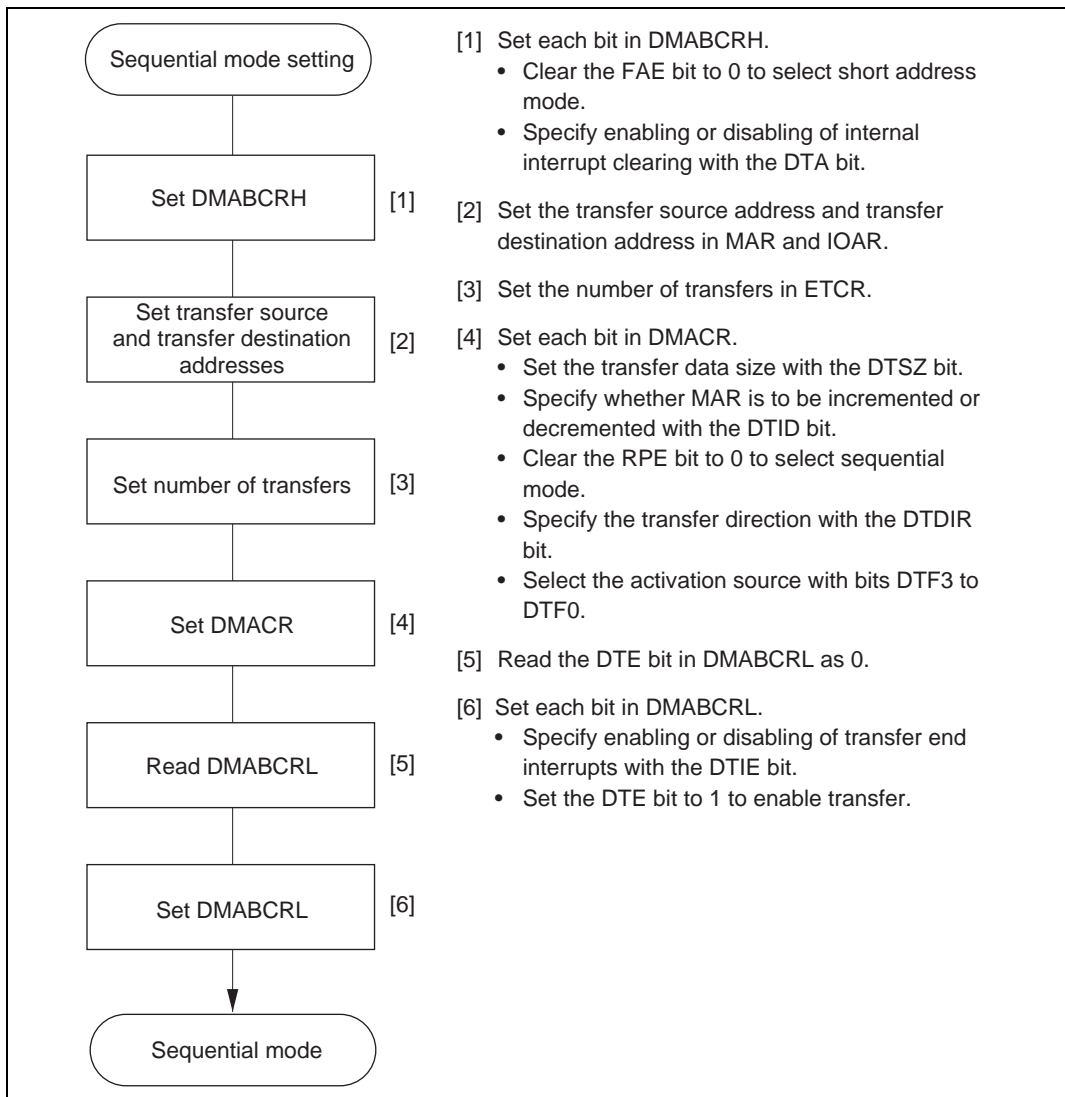 Sequential mode setting
Set DMABCRH
[1]
Set transfer source
and transfer destination
addresses
[2]
Set number of transfers
[3]
Set DMACR
[4]
Read DMABCRL
[5]
Set DMABCRL
[6]
Sequential mode
[1] Set each bit in DMABCRH.
• Clear the FAE bit to 0 to select short address
mode.
• Specify enabling or disabling of internal
interrupt clearing with the DTA bit.
[2] Set the transfer source address and transfer
destination address in MAR and IOAR.
[3] Set the number of transfers in ETCR.
[4] Set each bit in DMACR.
• Set the transfer data size with the DTSZ bit.
• Specify whether MAR is to be incremented or
decremented with the DTID bit.
• Clear the RPE bit to 0 to select sequential
mode.
• Specify the transfer direction with the DTDIR
bit.
• Select the activation source with bits DTF3 to
DTF0.
[5] Read the DTE bit in DMABCRL as 0.
[6] Set each bit in DMABCRL.
• Specify enabling or disabling of transfer end
interrupts with the DTIE bit.
• Set the DTE bit to 1 to enable transfer.